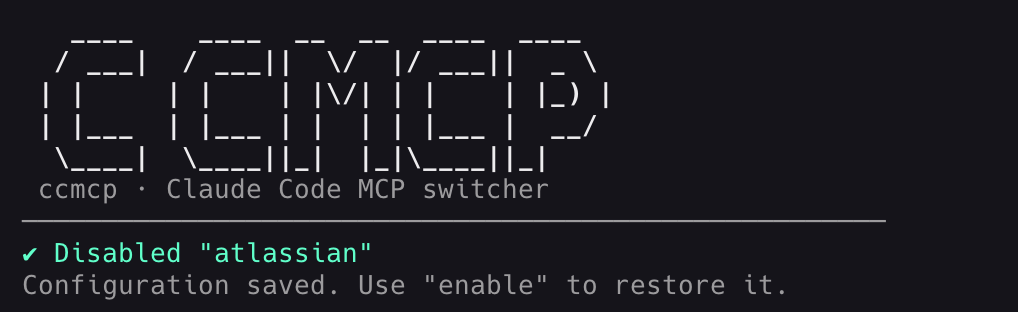 CCMCP
ccmcp · Claude Code MCP switcher
✔ Disabled "atlassian"
Configuration saved. Use "enable" to restore it.